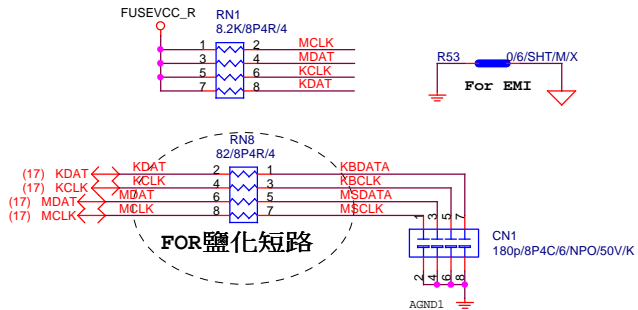 FUSEVCC_R
RN1
8.2K/8P4R/4
1 2 MCLK
3 4 MDAT
5 6 KCLK
7 8 KDAT
R53 0/6/SHT/M/X
For EMI
RN8
82/8P4R/4
(17) KDAT KDAT 2 1 KBDATA
(17) KCLK KCLK 4 3 KBCLK
(17) MDAT MDAT 6 5 MSDATA
(17) MCLK MCLK 8 7 MSCLK
FOR鹽化短路
1 3 5 7
CN1
180p/8P4C/6/NPO/50V/K
2 4 6 8
AGND1